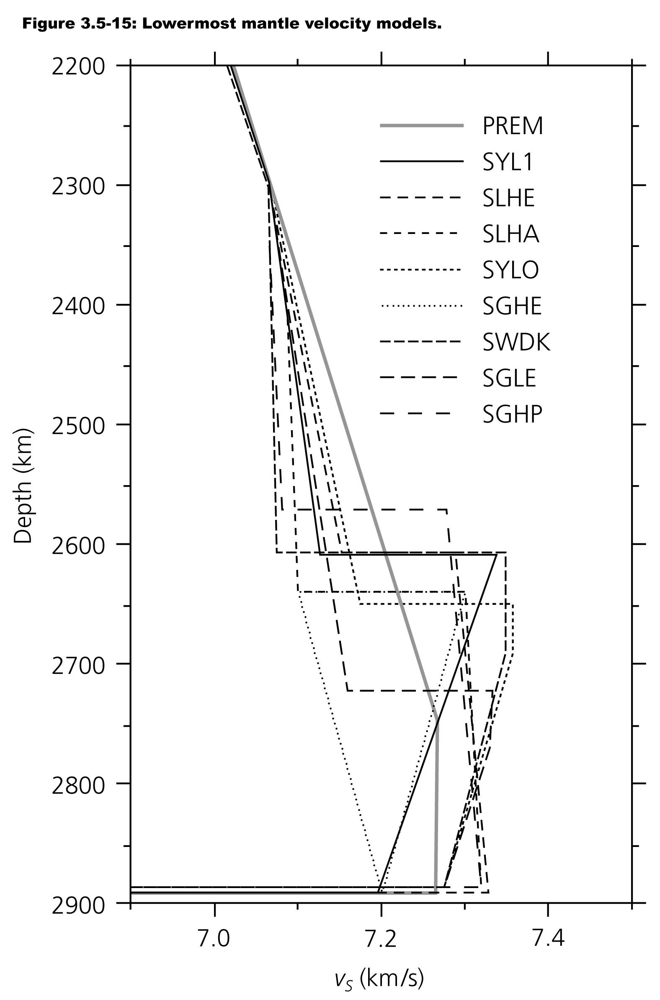 Figure 3.5-15: Lowermost mantle velocity models.
2200
2300
2400
2500
2600
2700
2800
2900
Depth (km)
PREM
SYL1
SLHE
SLHA
SYLO
SGHE
SWDK
SGLE
SGHP
7.0 7.2 7.4
vS (km/s)